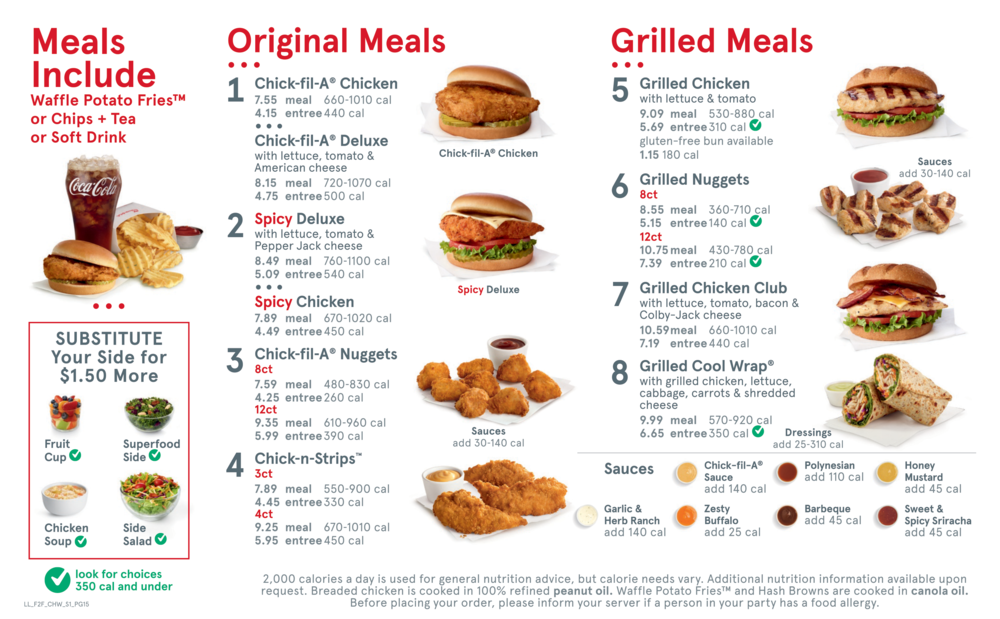 Meals
Include
Waffle Potato Fries™
or Chips + Tea
or Soft Drink
Coca-Cola
SUBSTITUTE
Your Side for
$1.50 More
Fruit
Cup
Superfood
Side
Chicken
Soup
Side
Salad
look for choices
350 cal and under
LL_F2F_CHW_S1_PG15
Original Meals
1 Chick-fil-A® Chicken
7.55 meal 660-1010 cal
4.15 entree 440 cal
Chick-fil-A® Deluxe
with lettuce, tomato &
American cheese
8.15 meal 720-1070 cal
4.75 entree 500 cal
Chick-fil-A® Chicken
2 Spicy Deluxe
with lettuce, tomato &
Pepper Jack cheese
8.49 meal 760-1100 cal
5.09 entree 540 cal
Spicy Chicken
7.89 meal 670-1020 cal
4.49 entree 450 cal
Spicy Deluxe
3 Chick-fil-A® Nuggets
8ct
7.59 meal 480-830 cal
4.25 entree 260 cal
12ct
9.35 meal 610-960 cal
5.99 entree 390 cal
Sauces
add 30-140 cal
4 Chick-n-Strips™
3ct
7.89 meal 550-900 cal
4.45 entree 330 cal
4ct
9.25 meal 670-1010 cal
5.95 entree 450 cal
Grilled Meals
5 Grilled Chicken
with lettuce & tomato
9.09 meal 530-880 cal
5.69 entree 310 cal
gluten-free bun available
1.15 180 cal
6 Grilled Nuggets
8ct
8.55 meal 360-710 cal
5.15 entree 140 cal
12ct
10.75 meal 430-780 cal
7.39 entree 210 cal
Sauces
add 30-140 cal
7 Grilled Chicken Club
with lettuce, tomato, bacon &
Colby-Jack cheese
10.59 meal 660-1010 cal
7.19 entree 440 cal
8 Grilled Cool Wrap®
with grilled chicken, lettuce,
cabbage, carrots & shredded
cheese
9.99 meal 570-920 cal
6.65 entree 350 cal
Dressings
add 25-310 cal
Sauces
Chick-fil-A®
Sauce
add 140 cal
Polynesian
add 110 cal
Honey
Mustard
add 45 cal
Garlic &
Herb Ranch
add 140 cal
Zesty
Buffalo
add 25 cal
Barbeque
add 45 cal
Sweet &
Spicy Sriracha
add 45 cal
2,000 calories a day is used for general nutrition advice, but calorie needs vary. Additional nutrition information available upon
request. Breaded chicken is cooked in 100% refined peanut oil. Waffle Potato Fries™ and Hash Browns are cooked in canola oil.
Before placing your order, please inform your server if a person in your party has a food allergy.